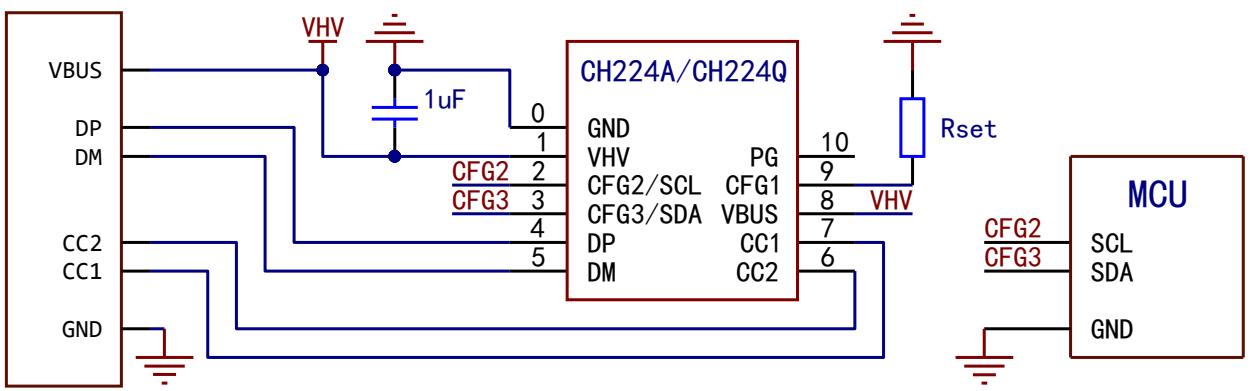 VHV
VBUS
DP
DM
CC2
CC1
GND
1uF
CH224A/CH224Q
0 GND
1 VHV
CFG2 2 CFG2/SCL
CFG3 3 CFG3/SDA
4 DP
5 DM
PG 10
CFG1 9
VBUS 8 VHV
CC1 7
CC2 6
Rset
MCU
CFG2 SCL
CFG3 SDA
GND